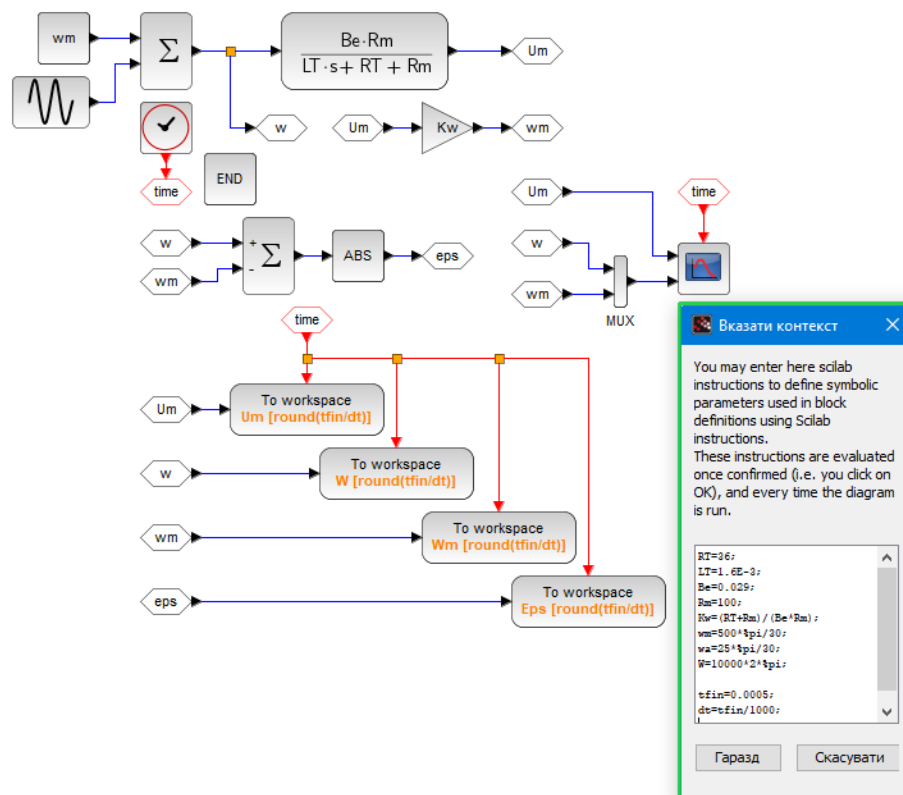 wm
Σ
Be·Rm
LT·s+ RT + Rm
Um
w
Um
Kw
wm
time
END
Um
time
w
wm
MUX
w
+
wm
-
Σ
ABS
eps
time
Um
To workspace
Um [round(tfin/dt)]
w
To workspace
W [round(tfin/dt)]
wm
To workspace
Wm [round(tfin/dt)]
eps
To workspace
Eps [round(tfin/dt)]
Вказати контекст
You may enter here scilab
instructions to define symbolic
parameters used in block
definitions using Scilab
instructions.
These instructions are evaluated
once confirmed (i.e. you click on
OK), and every time the diagram
is run.
RT=36;
LT=1.6E-3;
Be=0.029;
Rm=100;
Kw=(RT+Rm)/(Be*Rm);
wm=500*%pi/30;
wa=25*%pi/30;
W=10000*2*%pi;
tfin=0.0005;
dt=tfin/1000;
Гаразд
Скасувати